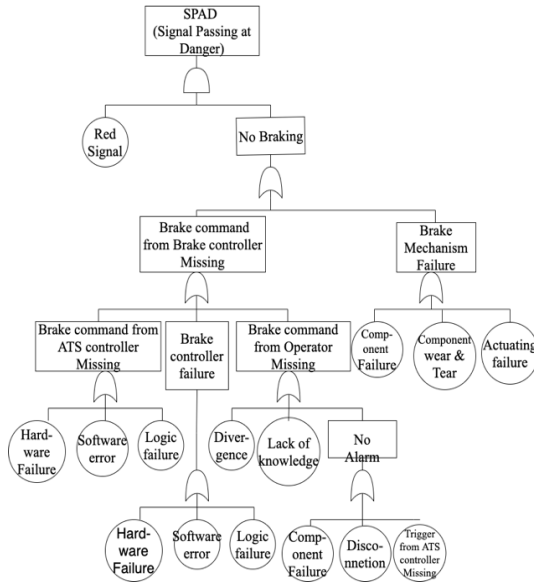 SPAD
(Signal Passing at
Danger)
Red
Signal
No Braking
Brake command
from Brake controller
Missing
Brake
Mechanism
Failure
Brake command from
ATS controller
Missing
Brake
controller
failure
Brake command
from Operator
Missing
Comp-
onent
Failure
Component
wear &
Tear
Actuating
failure
Hard-
ware
Failure
Software
error
Logic
failure
Diver-
gence
Lack of
knowledge
No
Alarm
Hard-
ware
Failure
Software
error
Logic
failure
Comp-
onent
Failure
Disco-
nnetion
Trigger
from ATS
controller
Missing